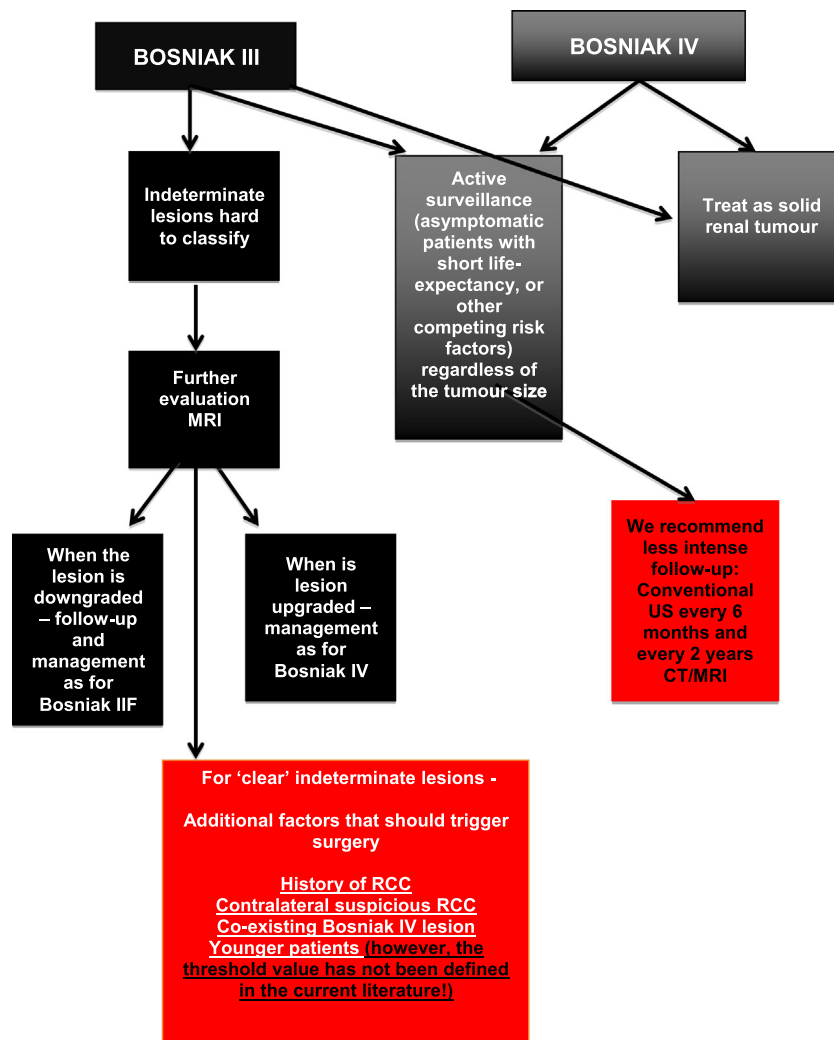 BOSNIAK III
BOSNIAK IV
Indeterminate
lesions hard
to classify
Active
surveillance
(asymptomatic
patients with
short life-
expectancy, or
other
competing risk
factors)
regardless of
the tumour size
Treat as solid
renal tumour
Further
evaluation
MRI
When the
lesion is
downgraded
– follow-up
and
management
as for
Bosniak IIF
When is
lesion
upgraded –
management
as for
Bosniak IV
We recommend
less intense
follow-up:
Conventional
US every 6
months and
every 2 years
CT/MRI
For ‘clear’ indeterminate lesions -
Additional factors that should trigger
surgery
History of RCC
Contralateral suspicious RCC
Co-existing Bosniak IV lesion
Younger patients (however, the
threshold value has not been defined
in the current literature!)